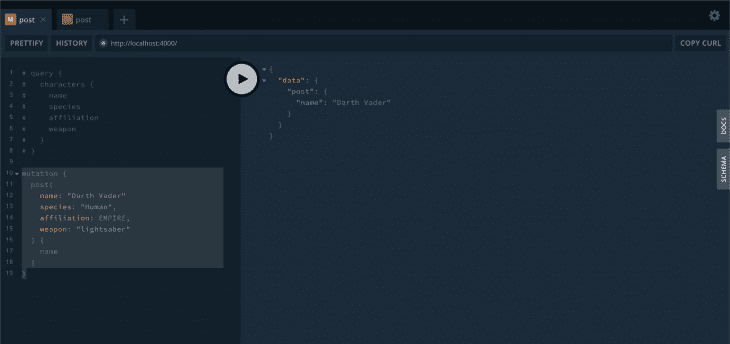 M post ×
post
+
PRETTIFY HISTORY http://localhost:4000/ COPY CURL
1 # query {
2 # characters {
3 # name
4 # species
5 # affiliation
6 # weapon
7 # }
8 # }
9
10 mutation {
11 post(
12 name: "Darth Vader"
13 species: "Human",
14 affiliation: EMPIRE,
15 weapon: "lightsaber"
16 ) {
17 name
18 }
19 }
{
"data": {
"post": {
"name": "Darth Vader"
}
}
}
DOCS
SCHEMA